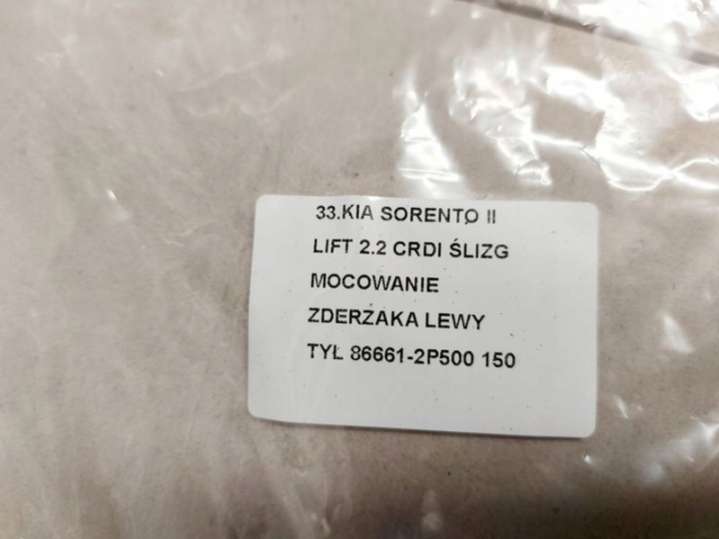 33.KIA SORENTO II
LIFT 2.2 CRDI ŚLIZG
MOCOWANIE
ZDERZAKA LEWY
TYŁ 86661-2P500 150